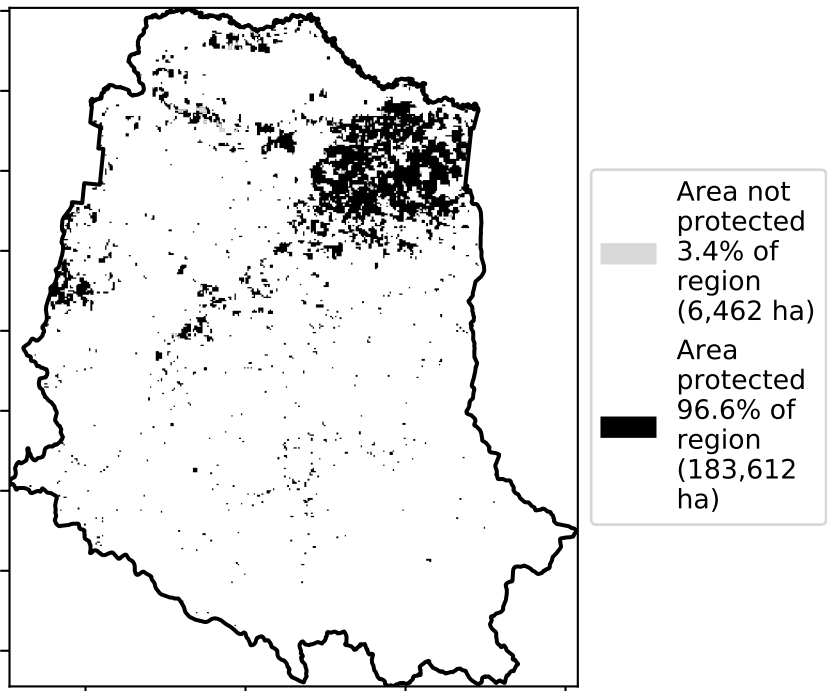 Area not
protected
3.4% of
region
(6,462 ha)
Area
protected
96.6% of
region
(183,612
ha)